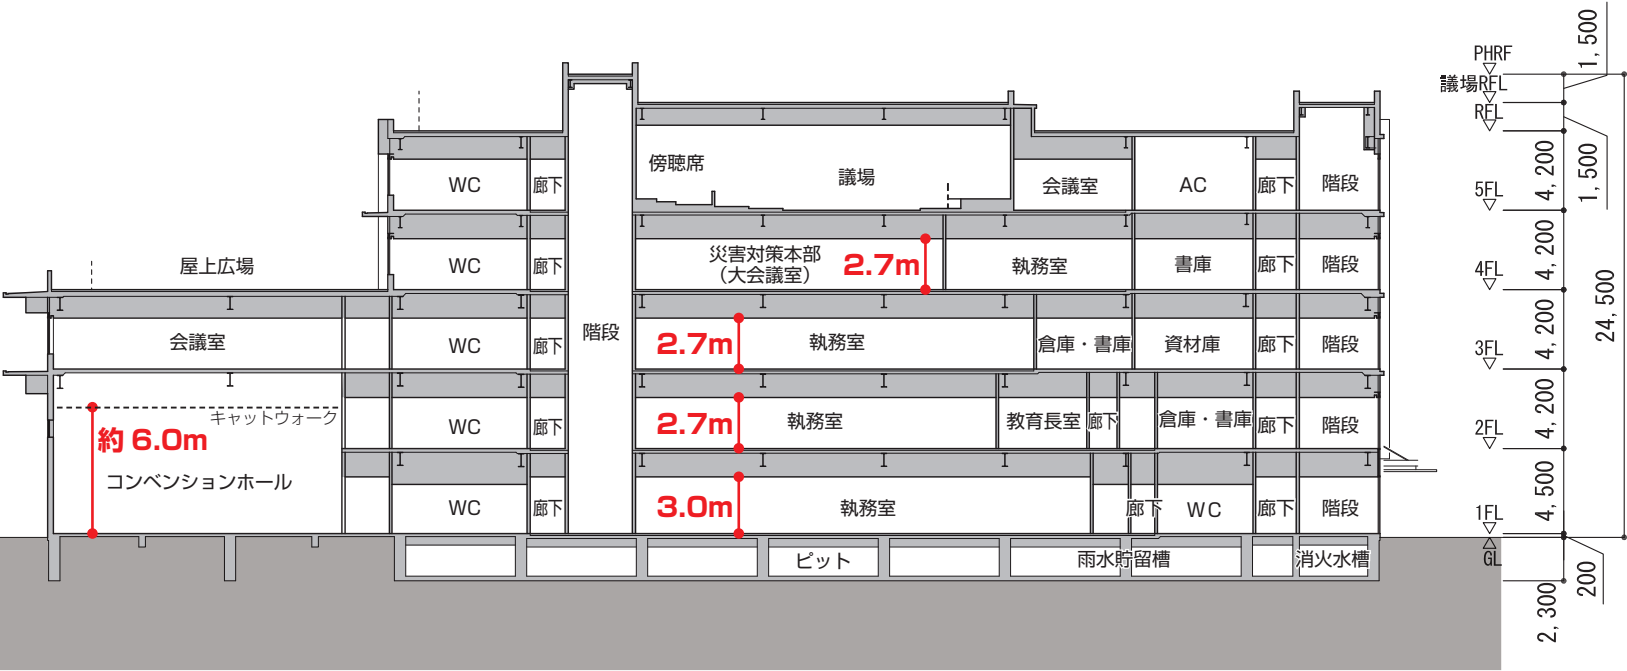 PHRF
議場RFL
RFL
5FL
4FL
3FL
2FL
1FL
GL
1,500
1,500
4,200
4,200
4,200
4,200
4,500
24,500
200
2,300
傍聴席
議場
WC
廊下
会議室
AC
廊下
階段
屋上広場
WC
廊下
災害対策本部
（大会議室）
2.7m
執務室
書庫
廊下
階段
会議室
WC
廊下
階段
2.7m
執務室
倉庫・書庫
資材庫
廊下
階段
キャットウォーク
約 6.0m
コンベンションホール
WC
廊下
2.7m
執務室
教育長室
廊下
倉庫・書庫
廊下
階段
WC
廊下
3.0m
執務室
廊下
WC
廊下
階段
ピット
雨水貯留槽
消火水槽